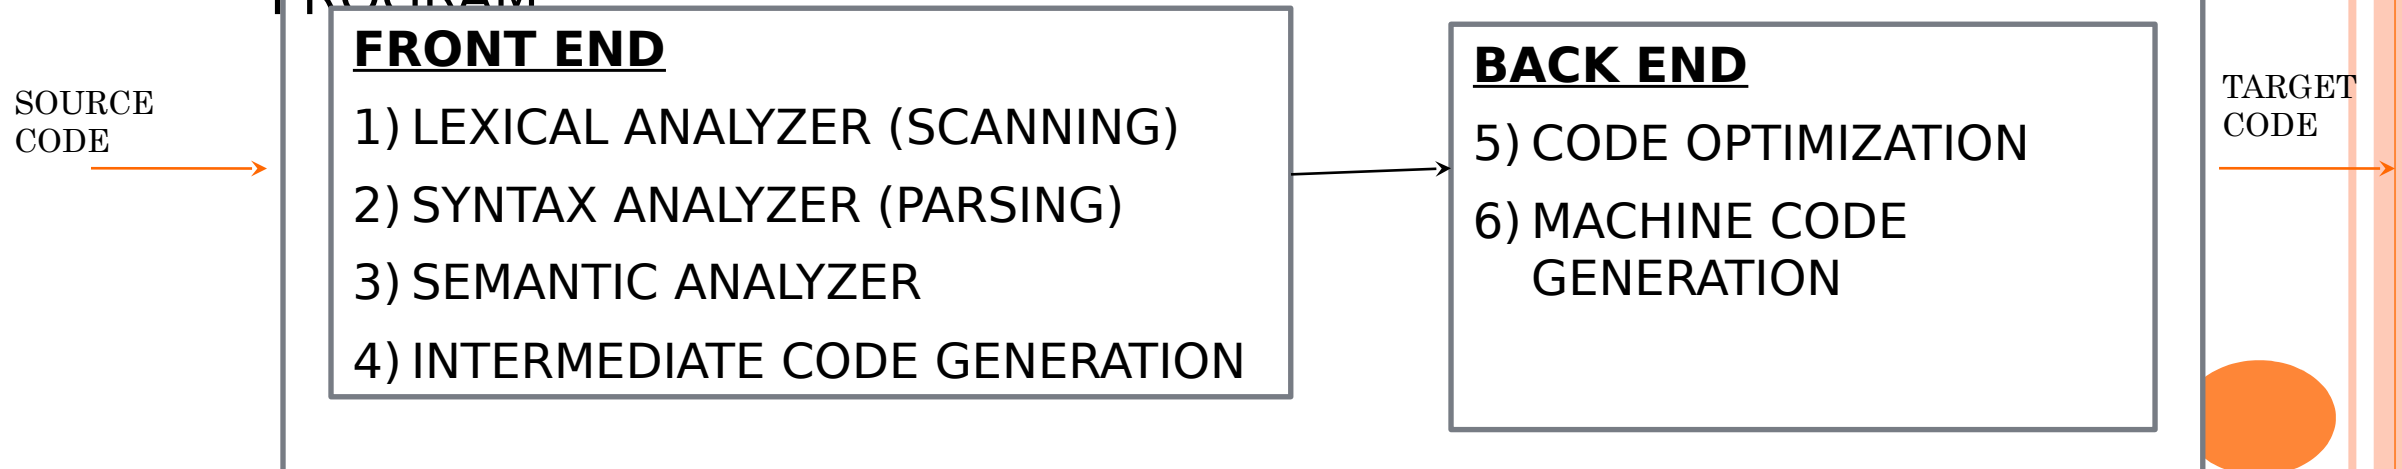 PROGRAM
SOURCE
CODE
FRONT END
1) LEXICAL ANALYZER (SCANNING)
2) SYNTAX ANALYZER (PARSING)
3) SEMANTIC ANALYZER
4) INTERMEDIATE CODE GENERATION
BACK END
5) CODE OPTIMIZATION
6) MACHINE CODE
GENERATION
TARGET
CODE